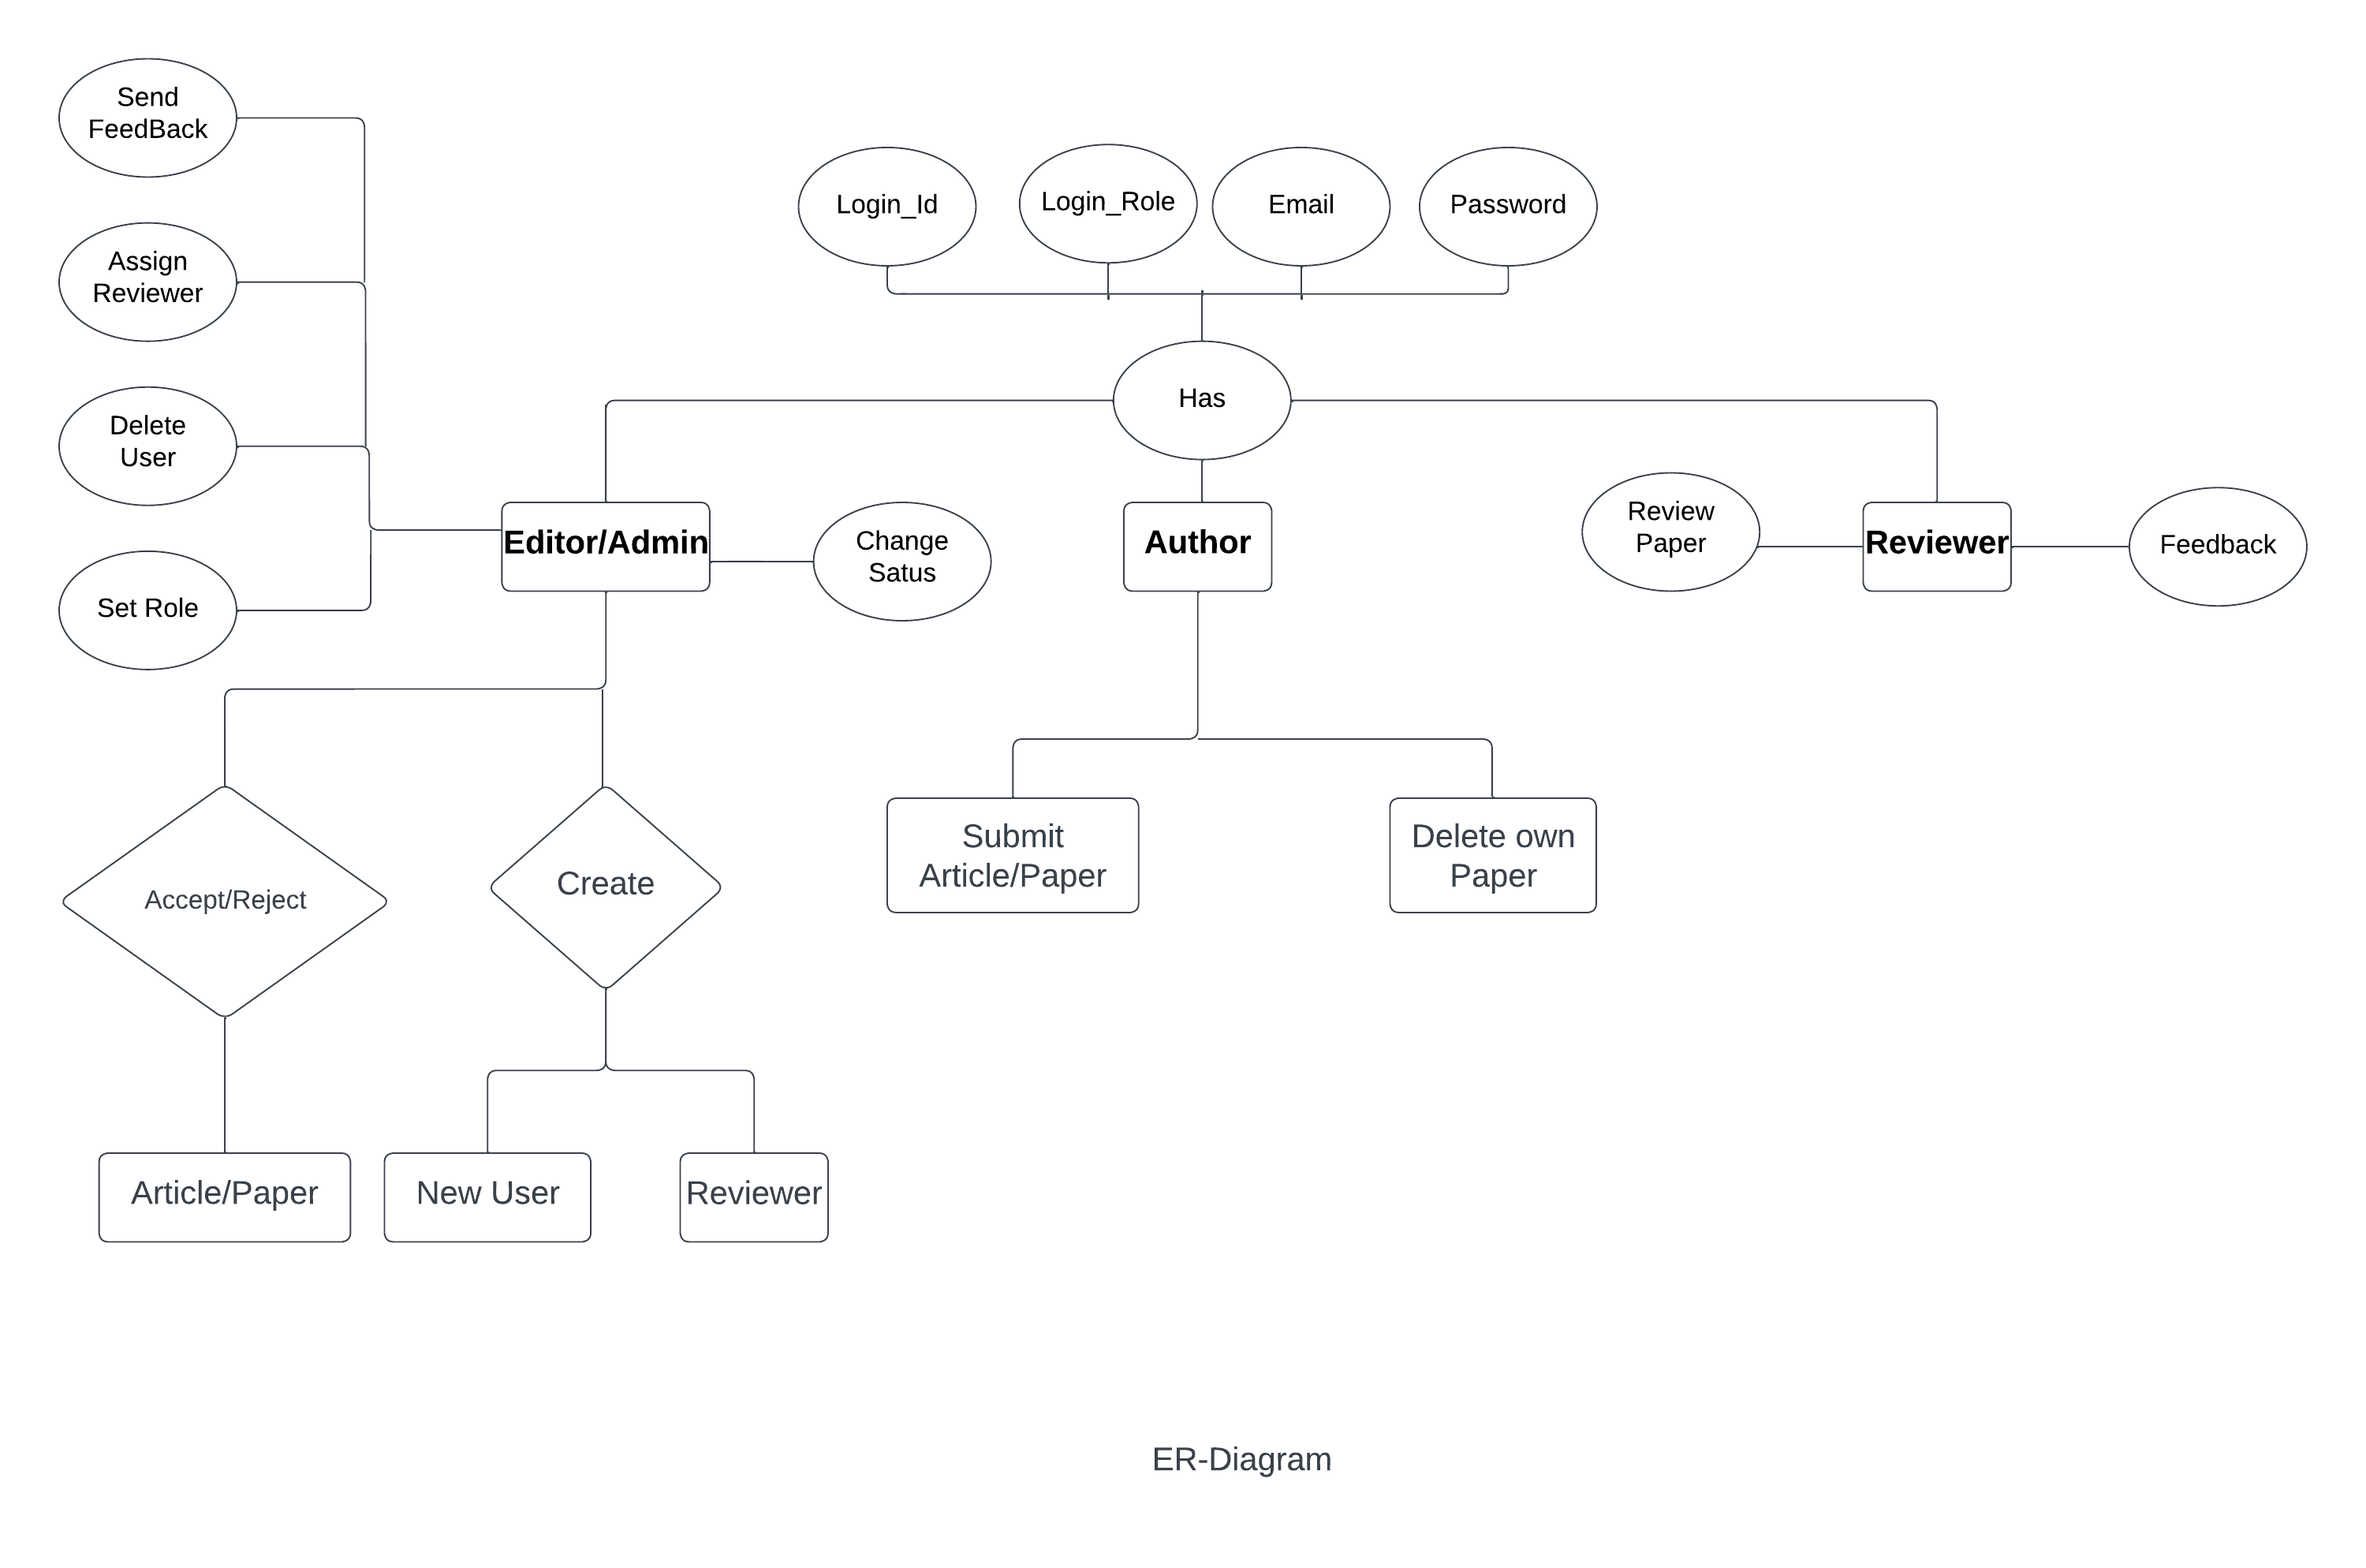 Send
FeedBack
Login_Id
Login_Role
Email
Password
Assign
Reviewer
Has
Delete
User
Editor/Admin
Change
Satus
Author
Review
Paper
Reviewer
Feedback
Set Role
Accept/Reject
Create
Submit
Article/Paper
Delete own
Paper
Article/Paper
New User
Reviewer
ER-Diagram